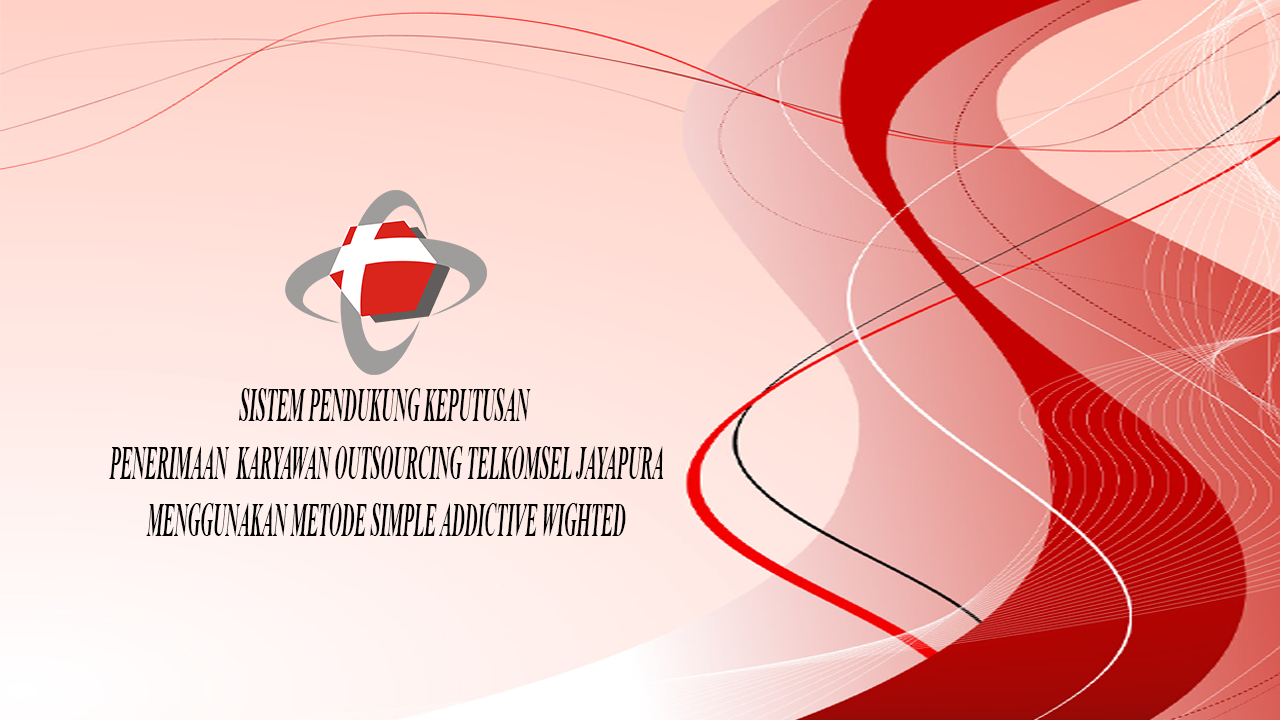 SISTEM PENDUKUNG KEPUTUSAN
PENERIMAAN KARYAWAN OUTSOURCING TELKOMSEL JAYAPURA
MENGGUNAKAN METODE SIMPLE ADDICTIVE WIGHTED